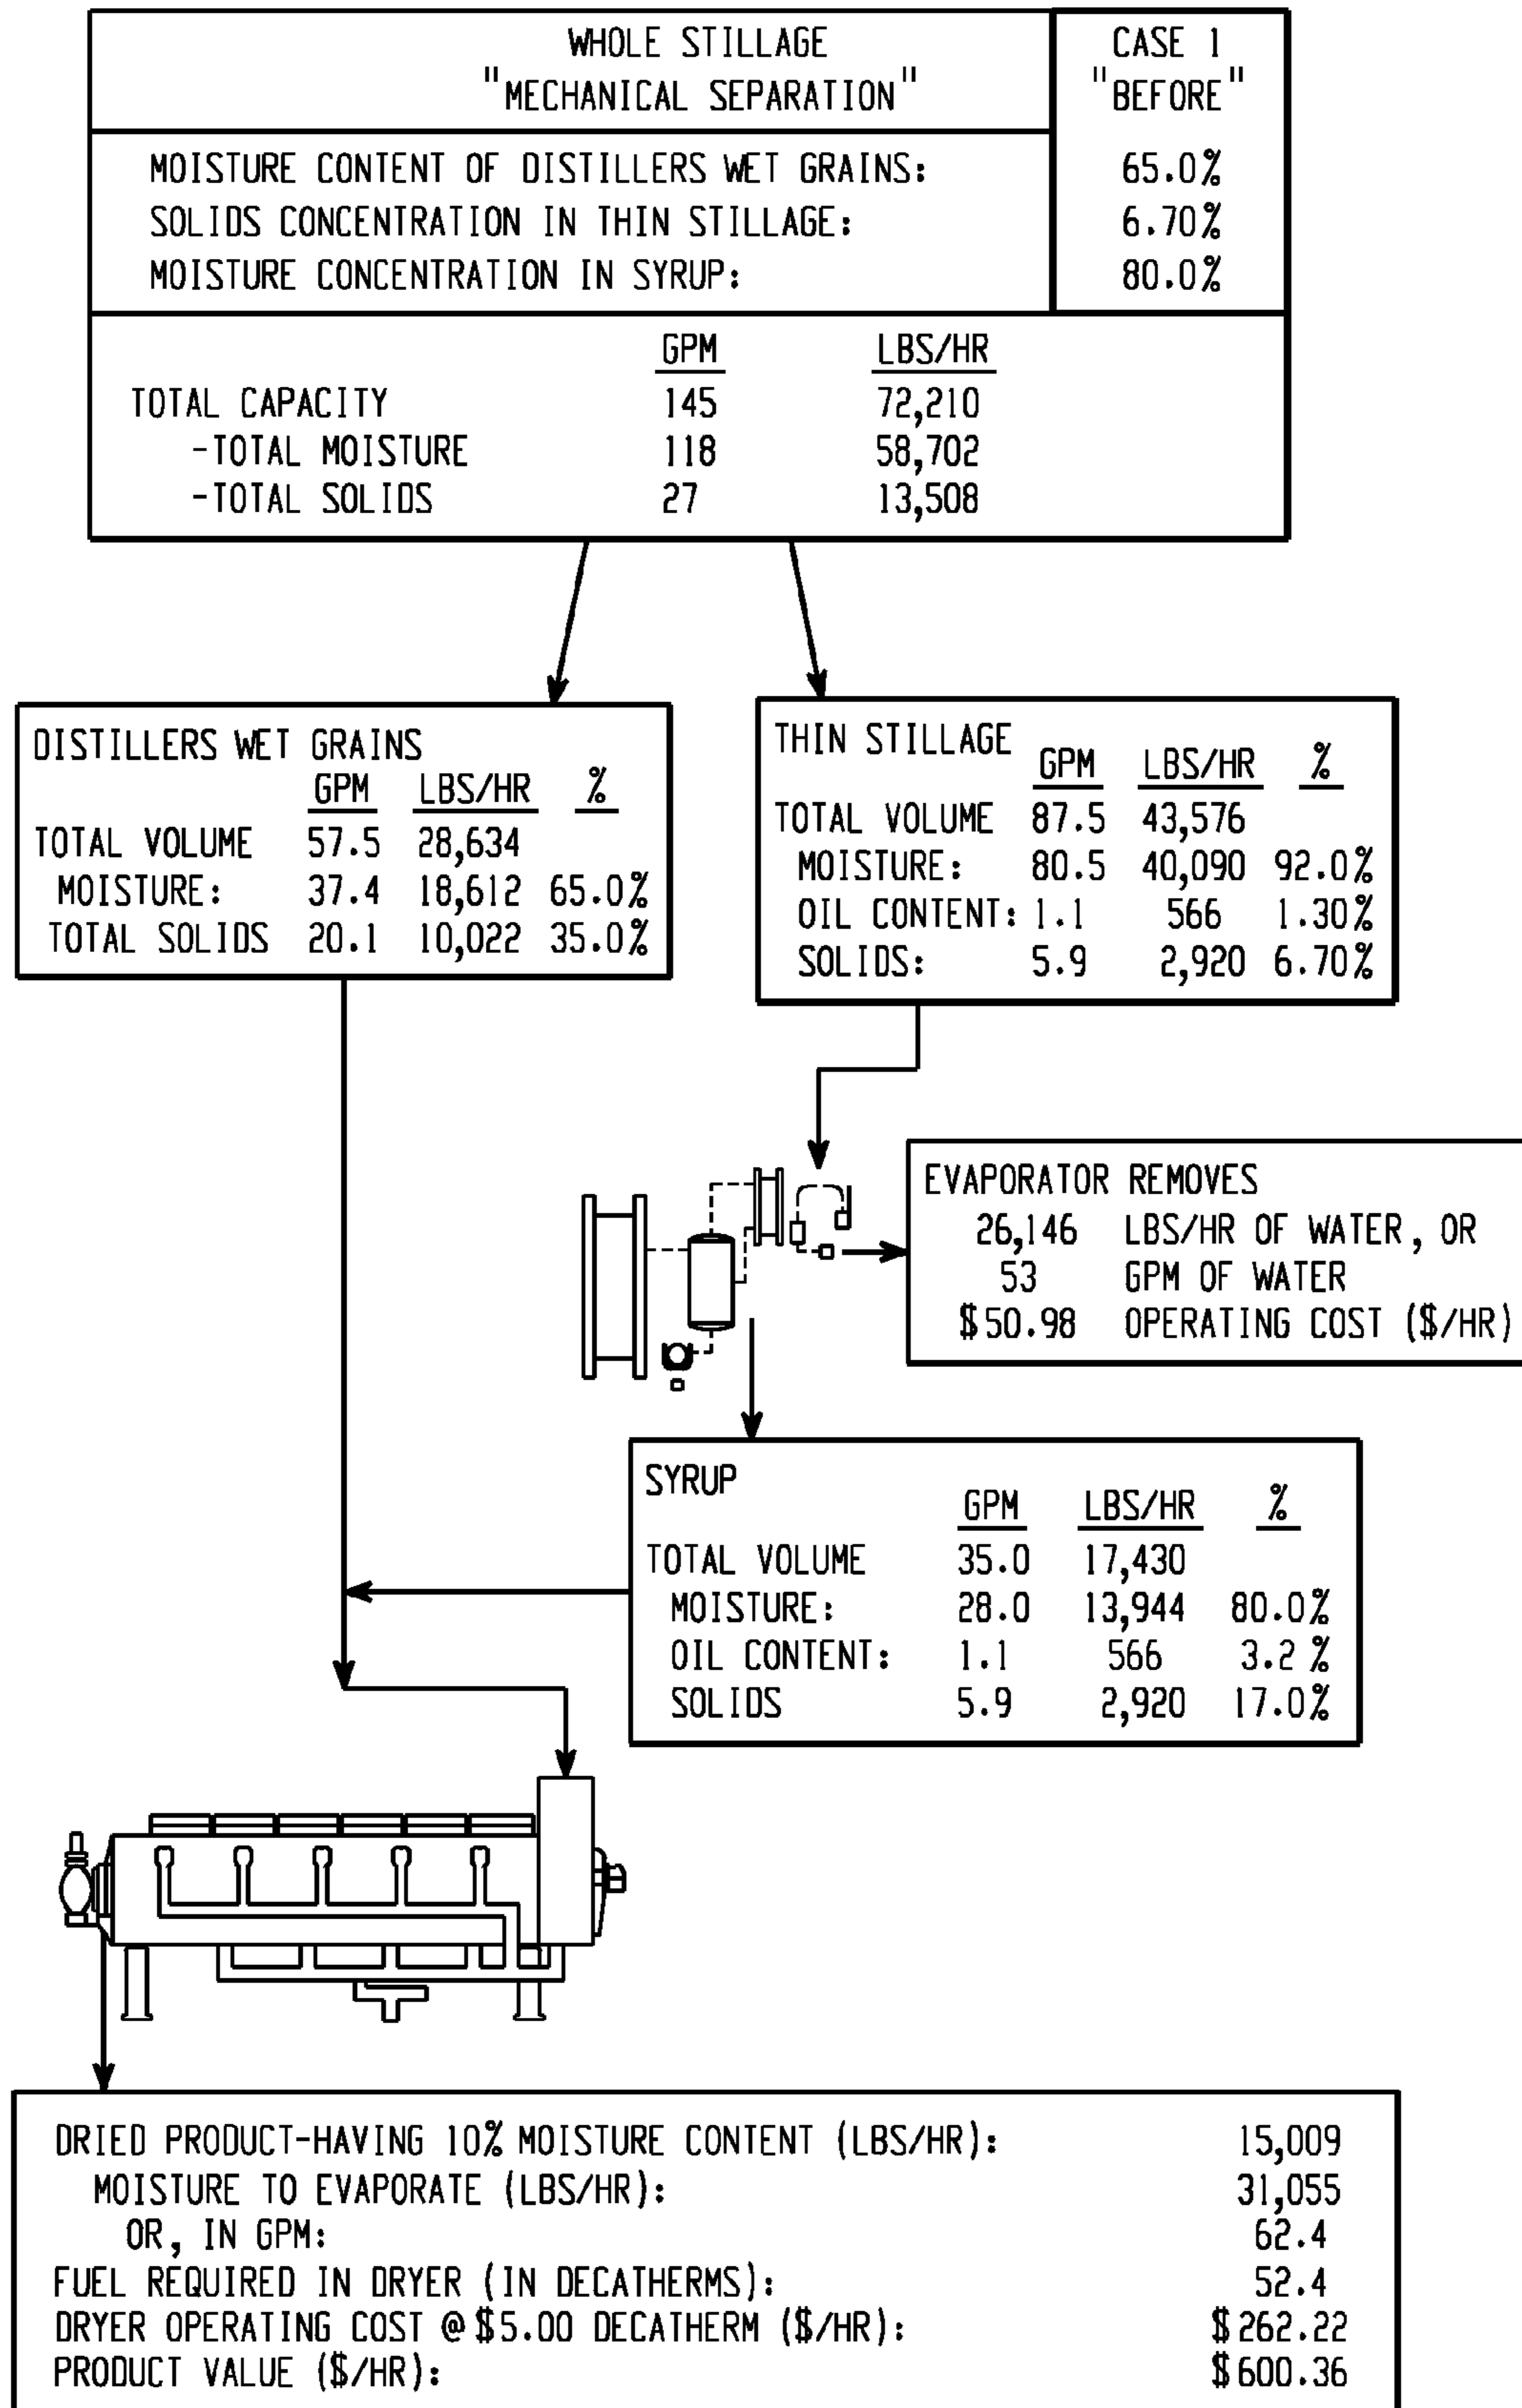 WHOLE STILLAGE
"MECHANICAL SEPARATION"
CASE 1
"BEFORE"
MOISTURE CONTENT OF DISTILLERS WET GRAINS: 65.0%
SOLIDS CONCENTRATION IN THIN STILLAGE: 6.70%
MOISTURE CONCENTRATION IN SYRUP: 80.0%
GPM LBS/HR
TOTAL CAPACITY 145 72,210
-TOTAL MOISTURE 118 58,702
-TOTAL SOLIDS 27 13,508
DISTILLERS WET GRAINS
GPM LBS/HR %
TOTAL VOLUME 57.5 28,634
MOISTURE: 37.4 18,612 65.0%
TOTAL SOLIDS 20.1 10,022 35.0%
THIN STILLAGE
GPM LBS/HR %
TOTAL VOLUME 87.5 43,576
MOISTURE: 80.5 40,090 92.0%
OIL CONTENT: 1.1 566 1.30%
SOLIDS: 5.9 2,920 6.70%
EVAPORATOR REMOVES
26,146 LBS/HR OF WATER, OR
53 GPM OF WATER
$50.98 OPERATING COST ($/HR)
SYRUP
GPM LBS/HR %
TOTAL VOLUME 35.0 17,430
MOISTURE: 28.0 13,944 80.0%
OIL CONTENT: 1.1 566 3.2%
SOLIDS 5.9 2,920 17.0%
DRIED PRODUCT-HAVING 10% MOISTURE CONTENT (LBS/HR): 15,009
MOISTURE TO EVAPORATE (LBS/HR): 31,055
OR, IN GPM: 62.4
FUEL REQUIRED IN DRYER (IN DECATHERMS): 52.4
DRYER OPERATING COST @ $5.00 DECATHERM ($/HR): $262.22
PRODUCT VALUE ($/HR): $600.36